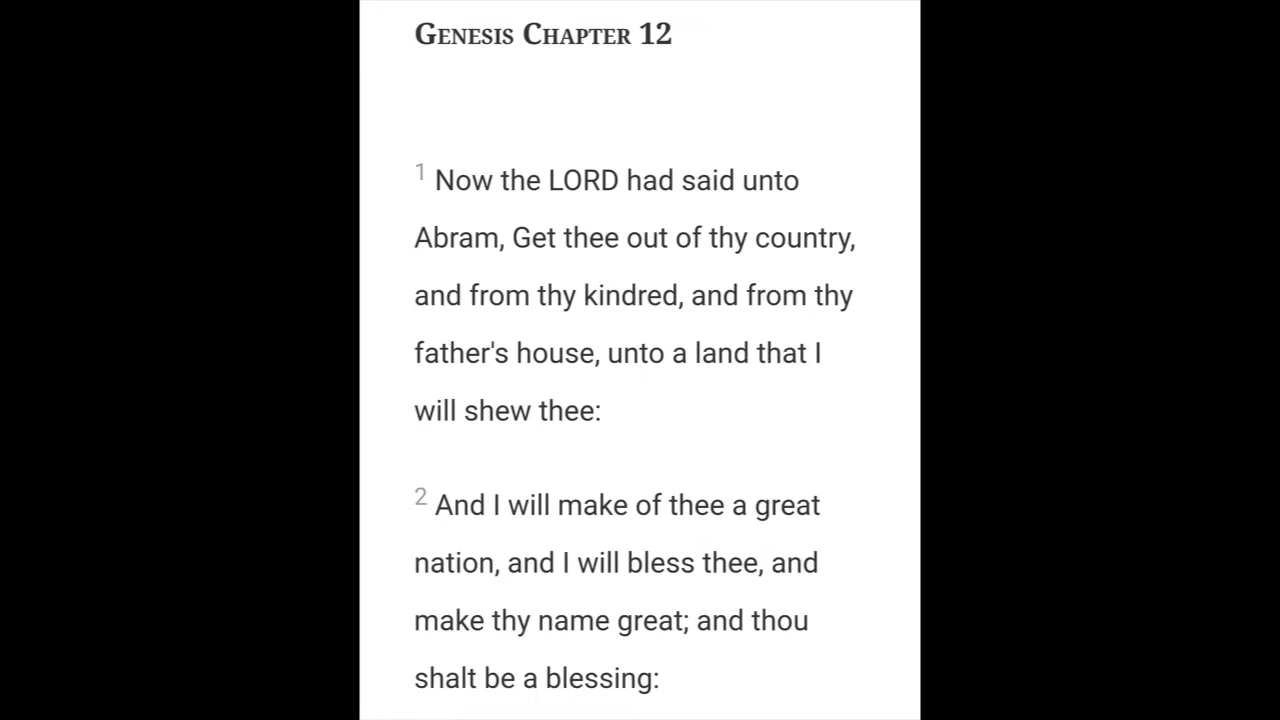 Genesis Chapter 12
1 Now the LORD had said unto
Abram, Get thee out of thy country,
and from thy kindred, and from thy
father's house, unto a land that I
will shew thee:
2 And I will make of thee a great
nation, and I will bless thee, and
make thy name great; and thou
shalt be a blessing: